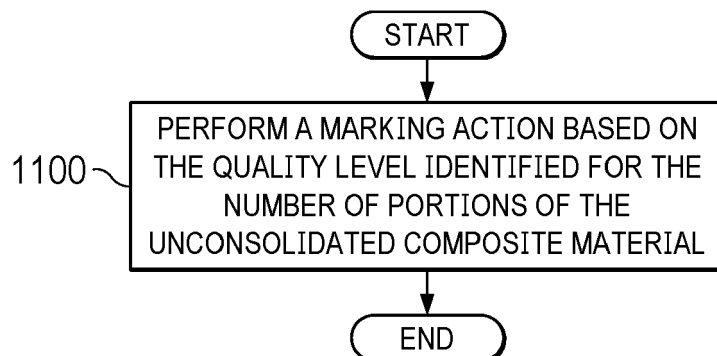 START
1100
PERFORM A MARKING ACTION BASED ON
THE QUALITY LEVEL IDENTIFIED FOR THE
NUMBER OF PORTIONS OF THE
UNCONSOLIDATED COMPOSITE MATERIAL
END